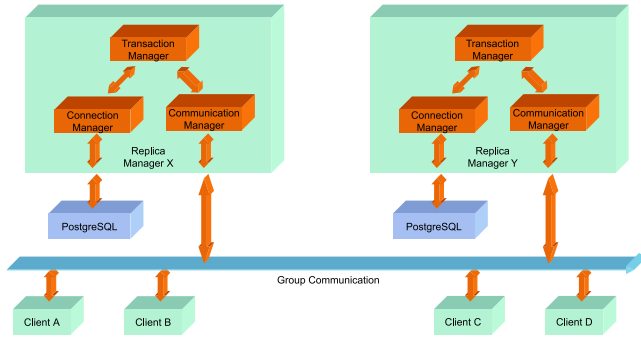 Transaction
Manager
Connection
Manager
Communication
Manager
Replica
Manager X
PostgreSQL
Transaction
Manager
Connection
Manager
Communication
Manager
Replica
Manager Y
PostgreSQL
Group Communication
Client A
Client B
Client C
Client D